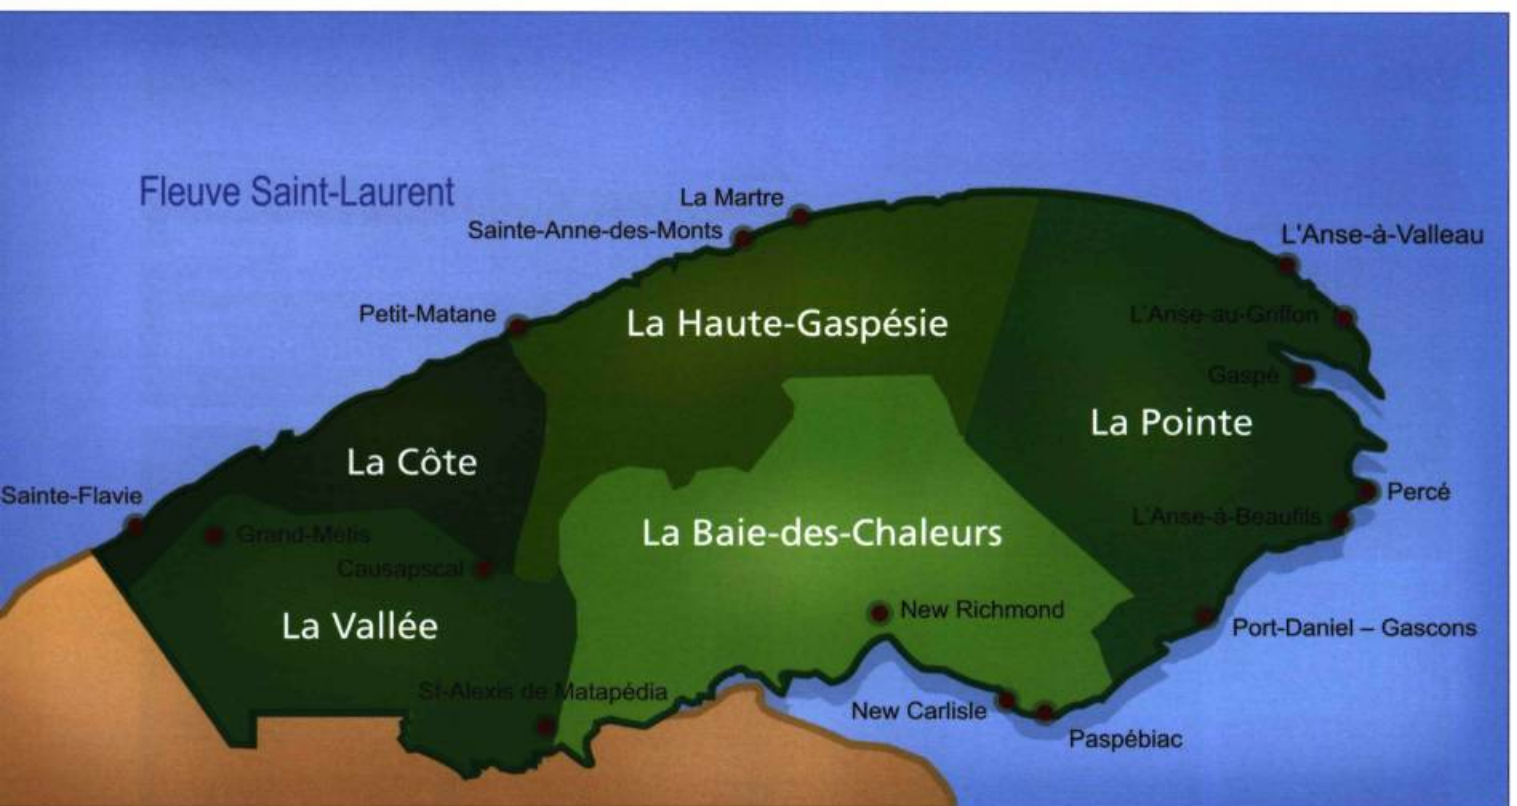 Fleuve Saint-Laurent
La Martre
Sainte-Anne-des-Monts
L'Anse-à-Valleau
Petit-Matane
La Haute-Gaspésie
L'Anse-au-Griffon
Gaspé
La Pointe
La Côte
Sainte-Flavie
Percé
Grand-Métis
L'Anse-à-Beaufils
La Baie-des-Chaleurs
Causapscal
New Richmond
La Vallée
Port-Daniel – Gascons
St-Alexis de Matapédia
New Carlisle
Paspébiac